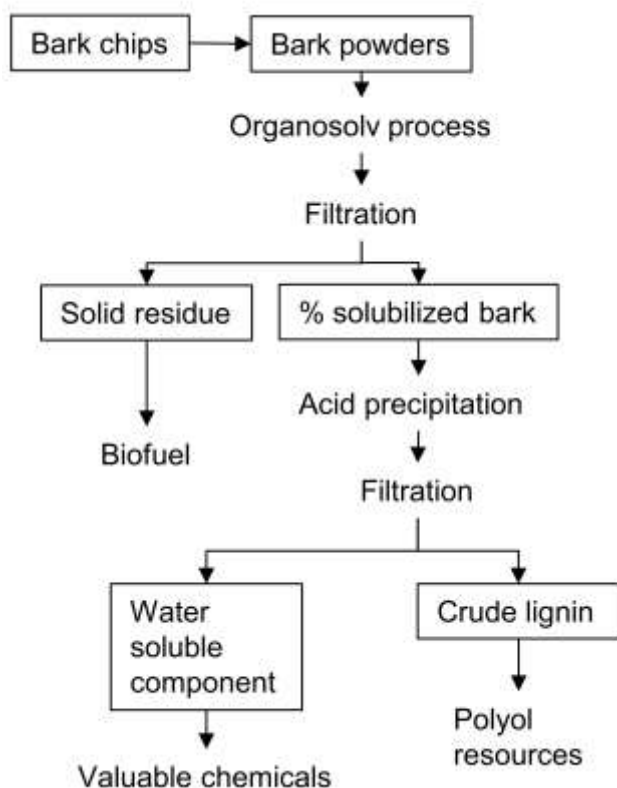 Bark chips
Bark powders
Organosolv process
Filtration
Solid residue
% solubilized bark
Biofuel
Acid precipitation
Filtration
Water
soluble
component
Crude lignin
Valuable chemicals
Polyol
resources